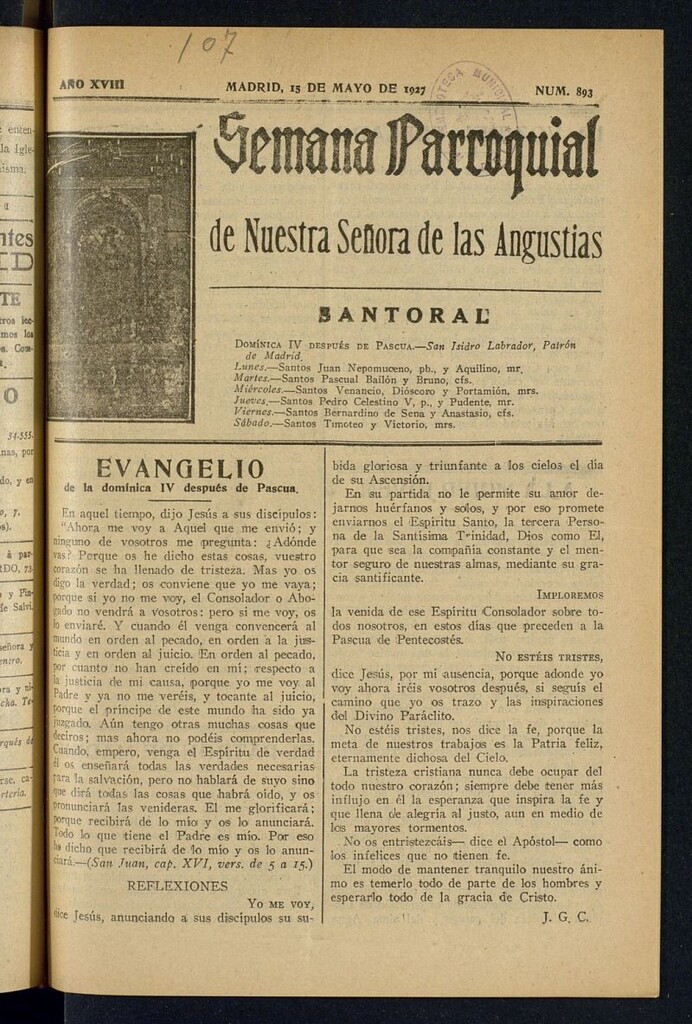 107
AÑO XVIII
MADRID, 15 DE MAYO DE 1927
NUM. 893
Semana Parroquial
de Nuestra Señora de las Angustias
SANTORAL
DOMÍNICA IV DESPUÉS DE PASCUA.—San Isidro Labrador, Patrón
de Madrid.
Lunes.—Santos Juan Nepomuceno, pb., y Aquilino, mr.
Martes.—Santos Pascual Bailón y Bruno, cfs.
Miércoles.—Santos Venancio, Dióscoro y Portamión, mrs.
Jueves.—Santos Pedro Celestino V, p., y Pudente, mr.
Viernes.—Santos Bernardino de Sena y Anastasio, cfs.
Sábado.—Santos Timoteo y Victorio, mrs.
EVANGELIO
de la domínica IV después de Pascua.
En aquel tiempo, dijo Jesús a sus discípulos:
"Ahora me voy a Aquel que me envió; y
ninguno de vosotros me pregunta: ¿Adónde
vas? Porque os he dicho estas cosas, vuestro
corazón se ha llenado de tristeza. Mas yo os
digo la verdad; os conviene que yo me vaya;
porque si yo no me voy, el Consolador o Abo-
gado no vendrá a vosotros: pero si me voy, os
lo enviaré. Y cuando él venga convencerá al
mundo en orden al pecado, en orden a la jus-
ticia y en orden al juicio. En orden al pecado,
por cuanto no han creído en mí; respecto a
la justicia de mi causa, porque yo me voy al
Padre y ya no me veréis, y tocante al juicio,
porque el príncipe de este mundo ha sido ya
juzgado. Aún tengo otras muchas cosas que
deciros; mas ahora no podéis comprenderlas.
Cuando, empero, venga el Espíritu de verdad
él os enseñará todas las verdades necesarias
para la salvación, pero no hablará de suyo sino
que dirá todas las cosas que habrá oído, y os
pronunciará las venideras. El me glorificará;
porque recibirá de lo mío y os lo anunciará.
Todo lo que tiene el Padre es mío. Por eso
he dicho que recibirá de lo mío y os lo anun-
ciará.—(San Juan, cap. XVI, vers. de 5 a 15.)
REFLEXIONES
YO ME VOY,
dice Jesús, anunciando a sus discípulos su su-
bida gloriosa y triunfante a los cielos el día
de su Ascensión.
En su partida no le permite su amor de-
jarnos huérfanos y solos, y por eso promete
enviarnos el Espíritu Santo, la tercera Perso-
na de la Santísima Trinidad, Dios como El,
para que sea la compañía constante y el men-
tor seguro de nuestras almas, mediante su gra-
cia santificante.
IMPLOREMOS
la venida de ese Espíritu Consolador sobre to-
dos nosotros, en estos días que preceden a la
Pascua de Pentecostés.
NO ESTÉIS TRISTES,
dice Jesús, por mi ausencia, porque adonde yo
voy ahora iréis vosotros después, si seguís el
camino que yo os trazo y las inspiraciones
del Divino Paráclito.
No estéis tristes, nos dice la fe, porque la
meta de nuestros trabajos es la Patria feliz,
eternamente dichosa del Cielo.
La tristeza cristiana nunca debe ocupar del
todo nuestro corazón; siempre debe tener más
influjo en él la esperanza que inspira la fe y
que llena de alegría al justo, aun en medio de
los mayores tormentos.
No os entristezcáis— dice el Apóstol— como
los infelices que no tienen fe.
El modo de mantener tranquilo nuestro áni-
mo es temerlo todo de parte de los hombres y
esperarlo todo de la gracia de Cristo.
J. G. C.